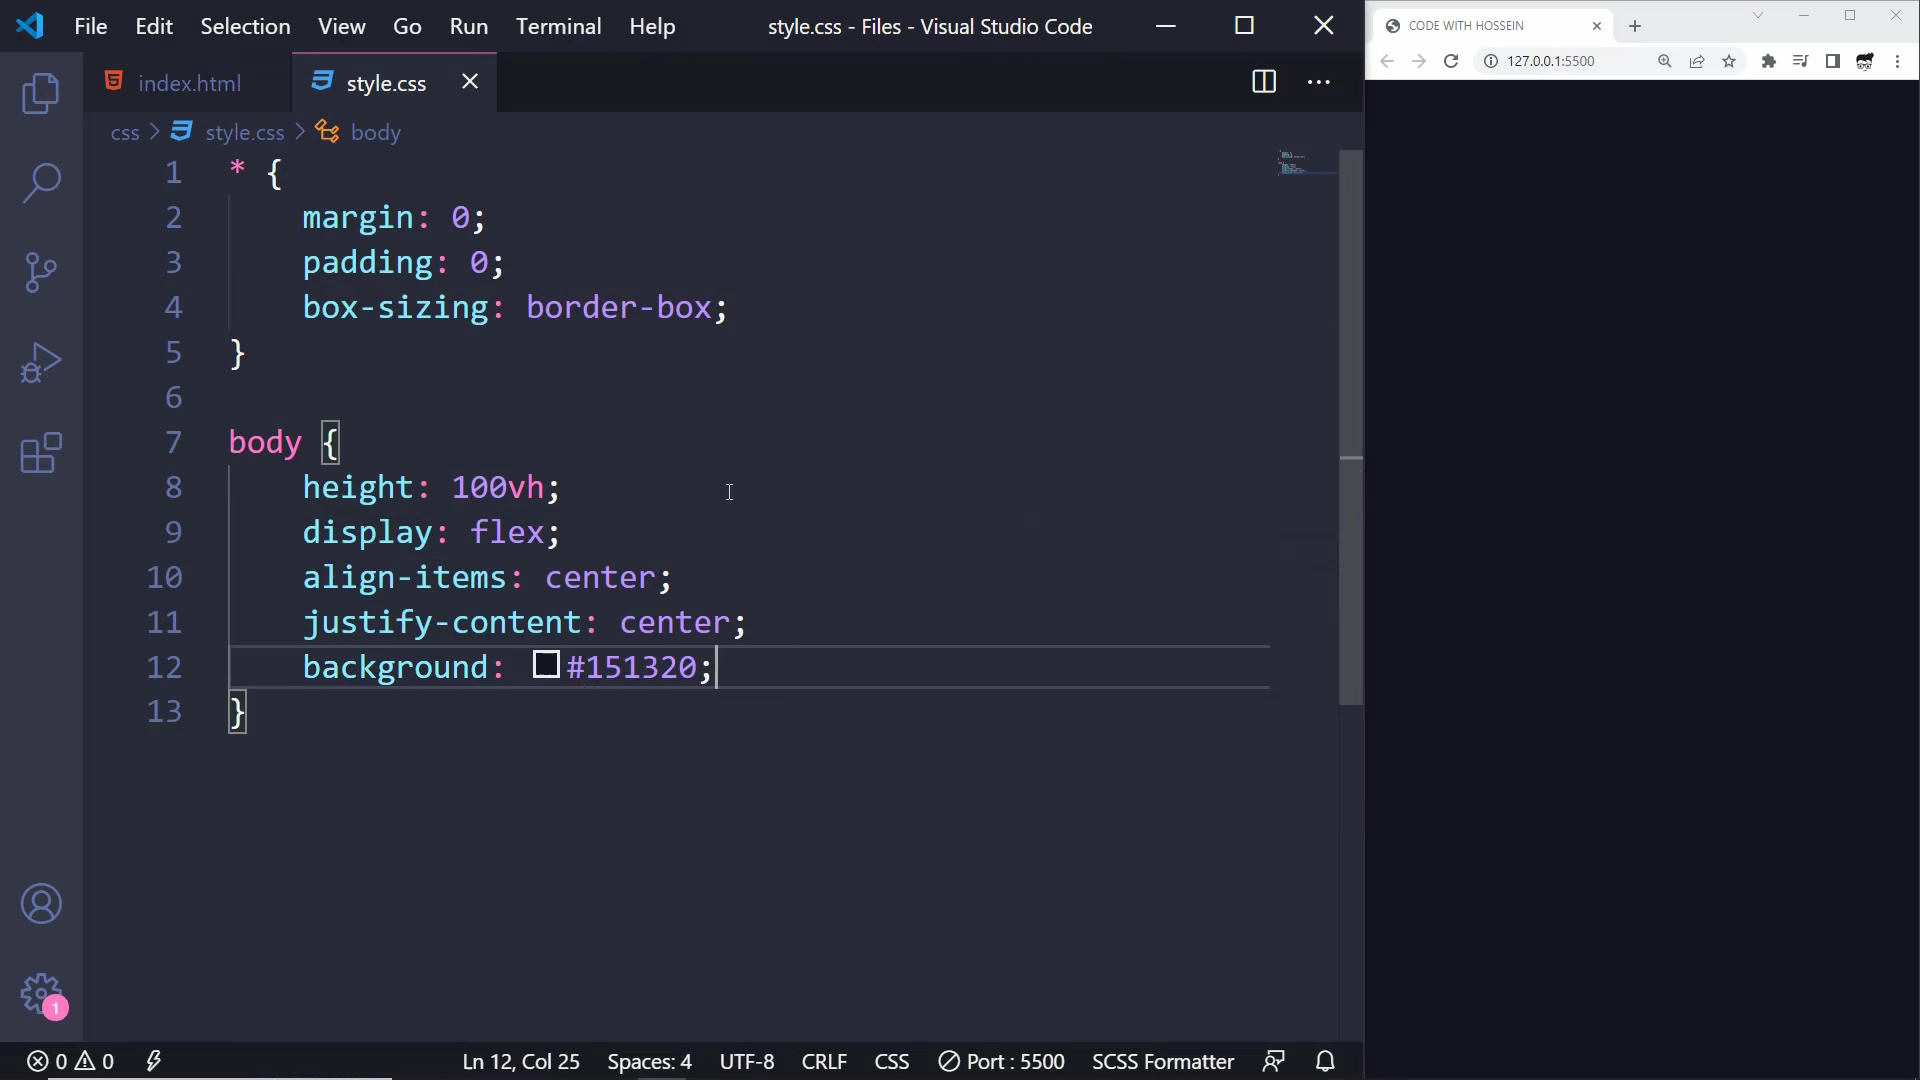 File Edit Selection View Go Run Terminal Help style.css - Files - Visual Studio Code
index.html style.css
css > style.css > body
1 * {
2 margin: 0;
3 padding: 0;
4 box-sizing: border-box;
5 }
6
7 body {
8 height: 100vh;
9 display: flex;
10 align-items: center;
11 justify-content: center;
12 background: #151320;
13 }
1
0 0 Ln 12, Col 25 Spaces: 4 UTF-8 CRLF CSS Port : 5500 SCSS Formatter
CODE WITH HOSSEIN
127.0.0.1:5500